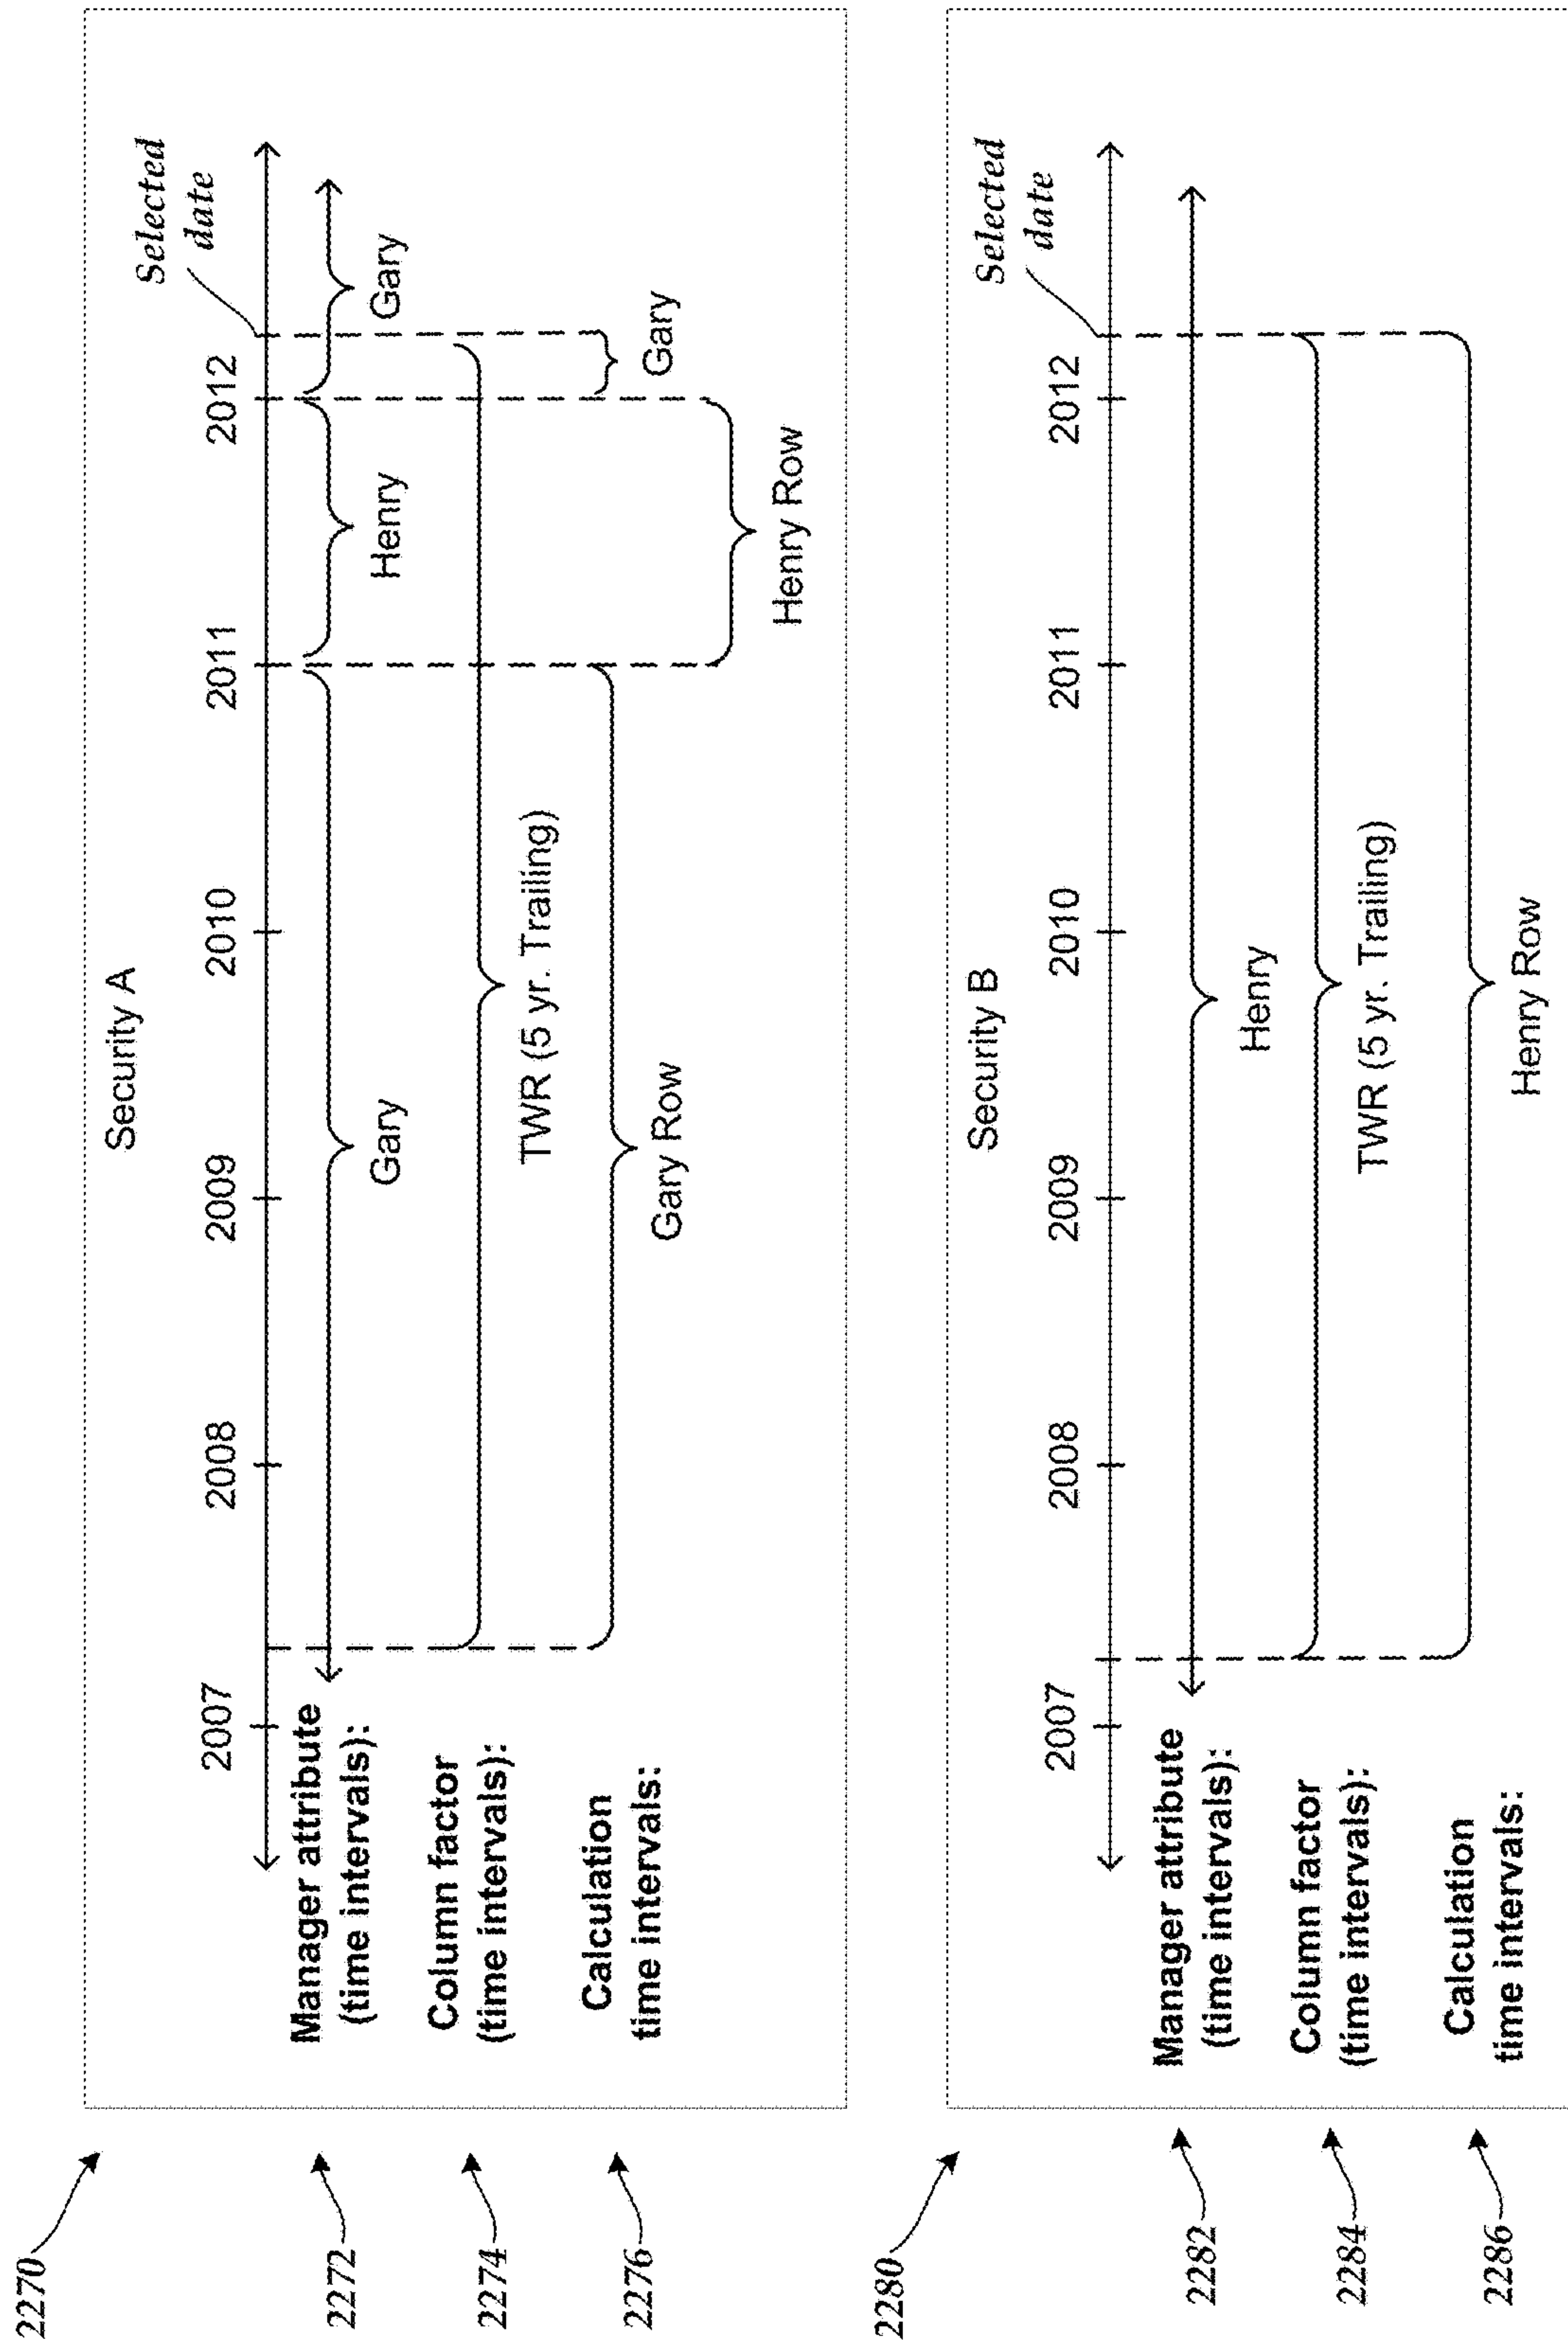 2270
Security A
Selected
date
2007
2008
2009
2010
2011
2012
2272
Manager attribute
(time intervals):
Gary
Henry
Gary
2274
Column factor
(time intervals):
TWR (5 yr. Trailing)
2276
Calculation
time intervals:
Gary Row
Gary
Henry Row
2280
Security B
Selected
date
2007
2008
2009
2010
2011
2012
2282
Manager attribute
(time intervals):
Henry
2284
Column factor
(time intervals):
TWR (5 yr. Trailing)
2286
Calculation
time intervals:
Henry Row